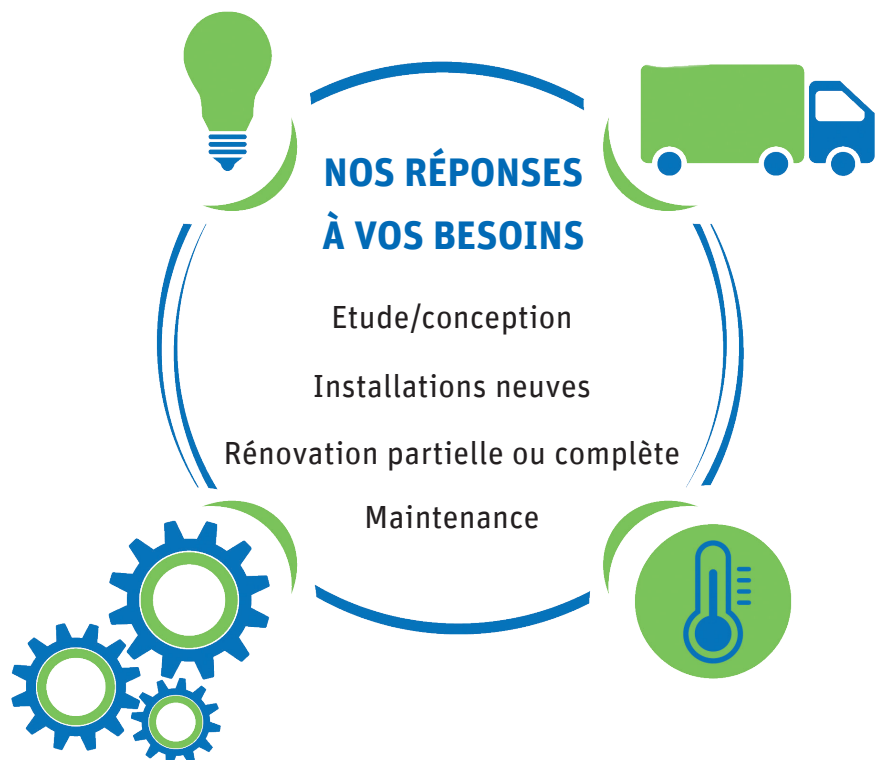 NOS RÉPONSES
À VOS BESOINS
Etude/conception
Installations neuves
Rénovation partielle ou complète
Maintenance